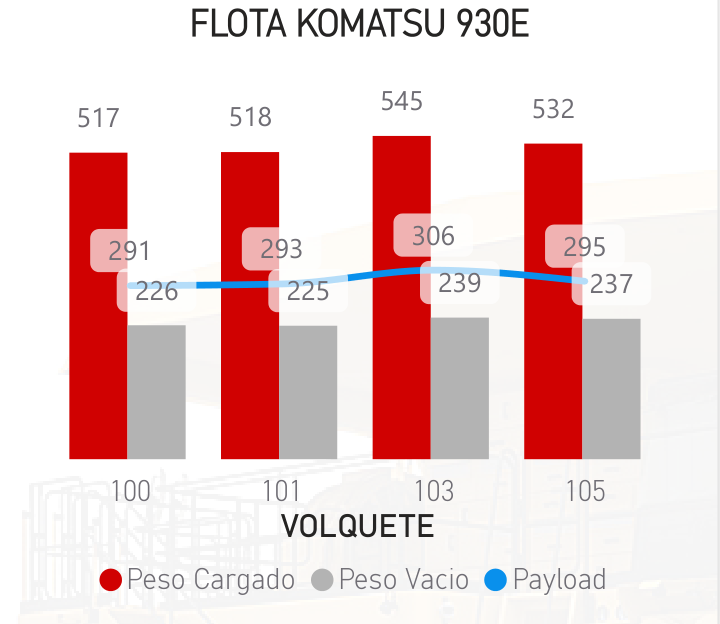 FLOTA KOMATSU 930E
517 518 545 532
291 293 306 295
226 225 239 237
100 101 103 105
VOLQUETE
Peso Cargado Peso Vacio Payload